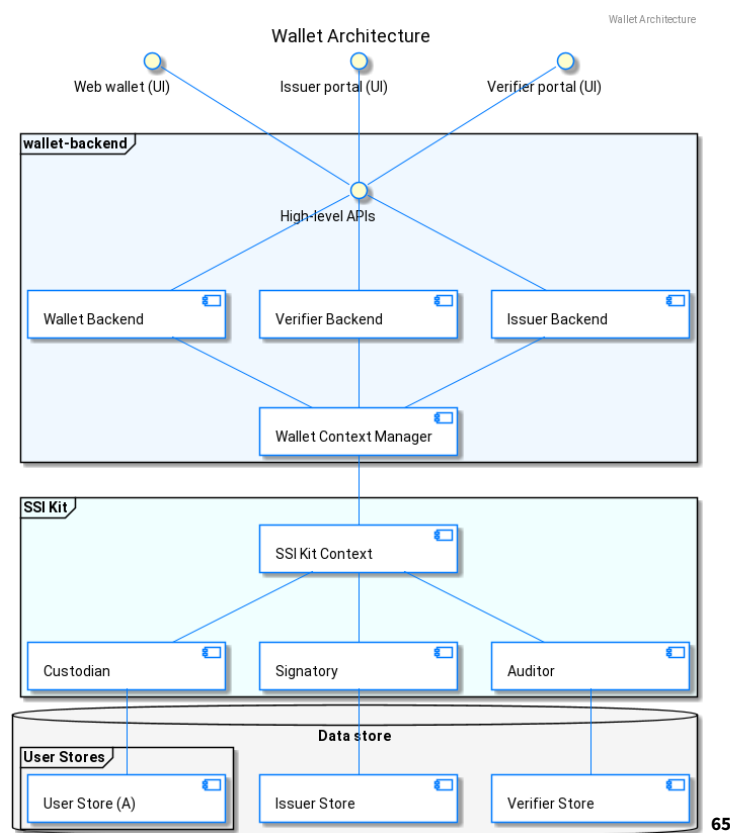 Wallet Architecture
Wallet Architecture
Web wallet (UI)
Issuer portal (UI)
Verifier portal (UI)
wallet-backend
High-level APIs
Wallet Backend
Verifier Backend
Issuer Backend
Wallet Context Manager
SSI Kit
SSI Kit Context
Custodian
Signatory
Auditor
Data store
User Stores
User Store (A)
Issuer Store
Verifier Store
65